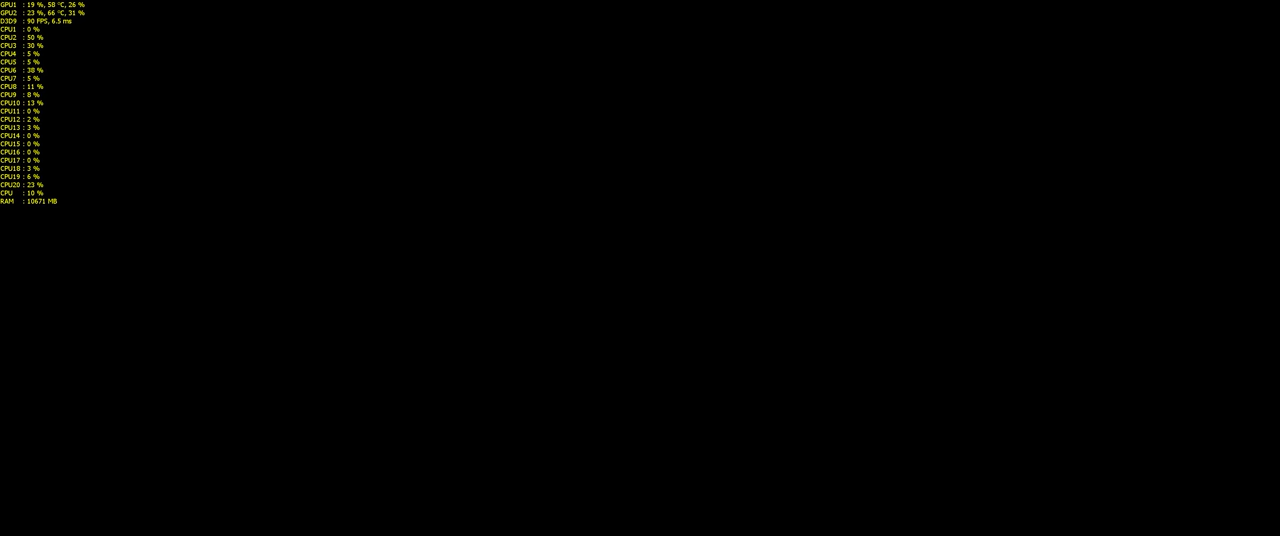 GPU1 : 19 %, 58 °C, 26 %
GPU2 : 23 %, 66 °C, 31 %
D3D9 : 90 FPS, 6.5 ms
CPU1 : 0 %
CPU2 : 50 %
CPU3 : 30 %
CPU4 : 5 %
CPU5 : 5 %
CPU6 : 38 %
CPU7 : 5 %
CPU8 : 11 %
CPU9 : 8 %
CPU10 : 13 %
CPU11 : 0 %
CPU12 : 2 %
CPU13 : 3 %
CPU14 : 0 %
CPU15 : 0 %
CPU16 : 0 %
CPU17 : 0 %
CPU18 : 3 %
CPU19 : 6 %
CPU20 : 23 %
CPU : 10 %
RAM : 10671 MB